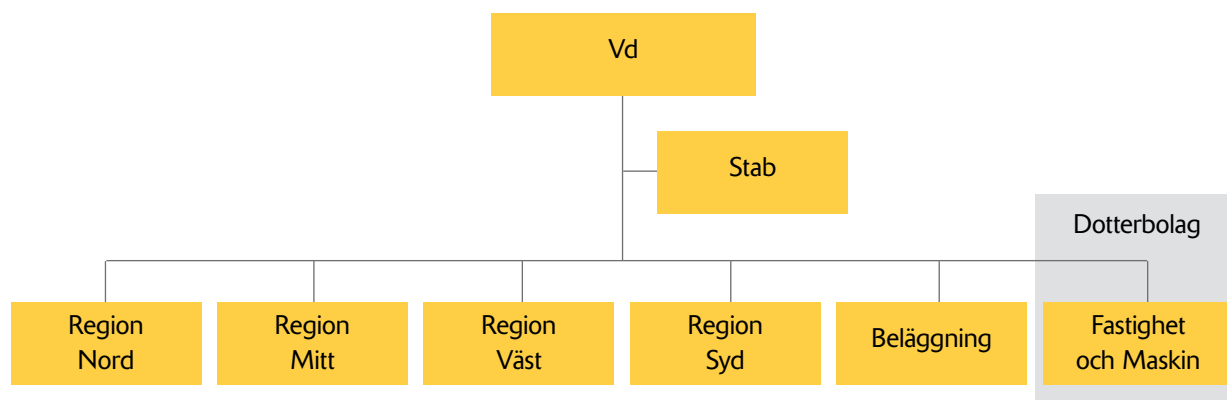 Vd
Stab
Dotterbolag
Region
Nord
Region
Mitt
Region
Väst
Region
Syd
Beläggning
Fastighet
och Maskin